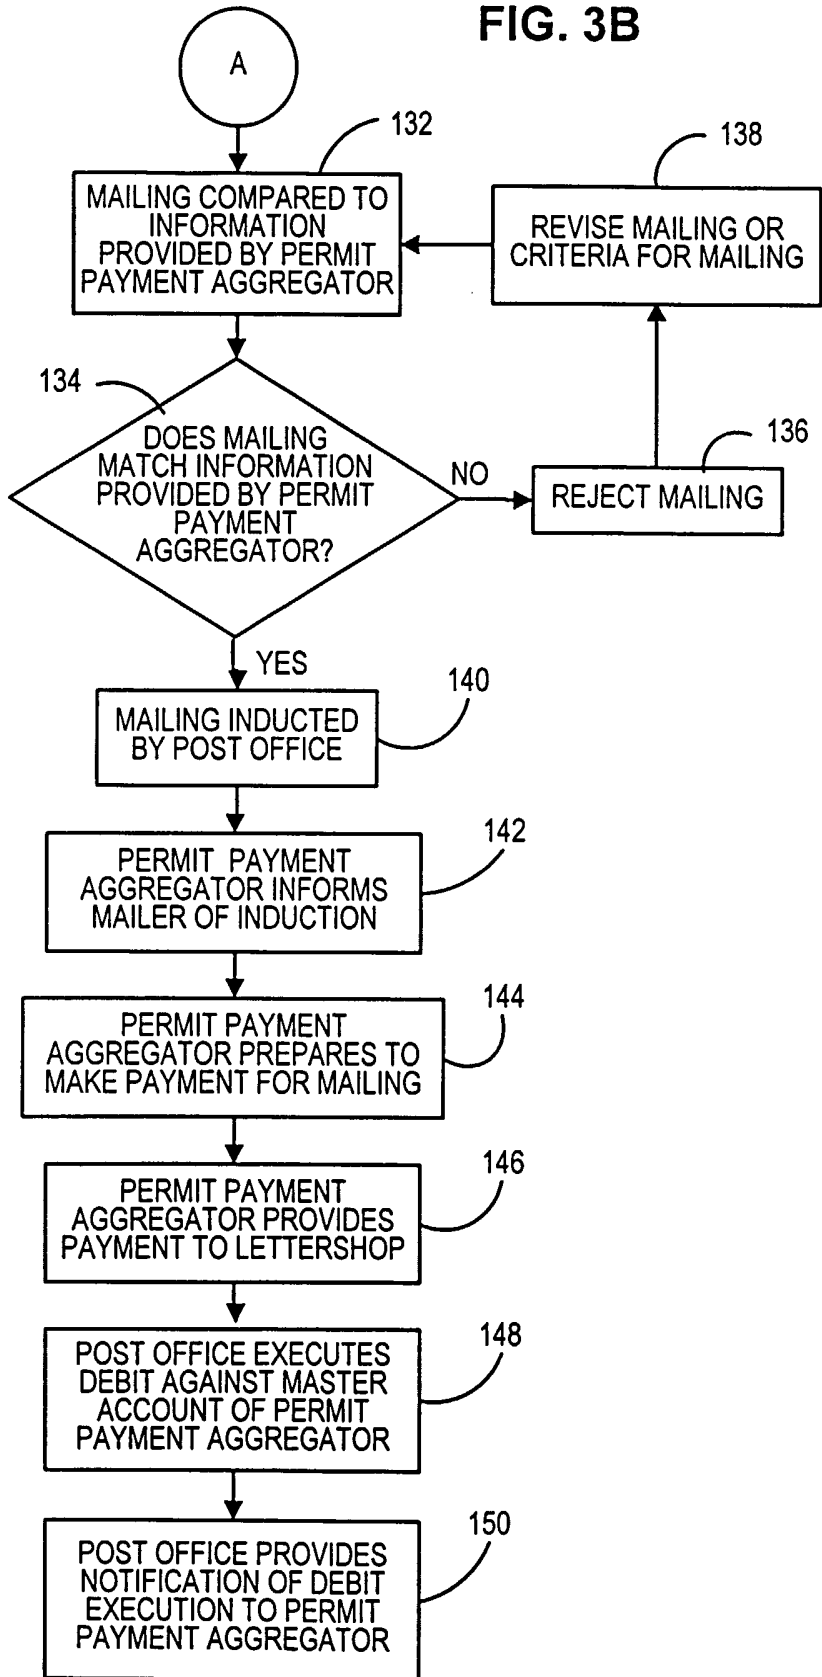 FIG. 3B
A
132
MAILING COMPARED TO
INFORMATION
PROVIDED BY PERMIT
PAYMENT AGGREGATOR
138
REVISE MAILING OR
CRITERIA FOR MAILING
134
DOES MAILING
MATCH INFORMATION
PROVIDED BY PERMIT
PAYMENT
AGGREGATOR?
NO
136
REJECT MAILING
YES
140
MAILING INDUCTED
BY POST OFFICE
142
PERMIT PAYMENT
AGGREGATOR INFORMS
MAILER OF INDUCTION
144
PERMIT PAYMENT
AGGREGATOR PREPARES TO
MAKE PAYMENT FOR MAILING
146
PERMIT PAYMENT
AGGREGATOR PROVIDES
PAYMENT TO LETTERSHOP
148
POST OFFICE EXECUTES
DEBIT AGAINST MASTER
ACCOUNT OF PERMIT
PAYMENT AGGREGATOR
150
POST OFFICE PROVIDES
NOTIFICATION OF DEBIT
EXECUTION TO PERMIT
PAYMENT AGGREGATOR